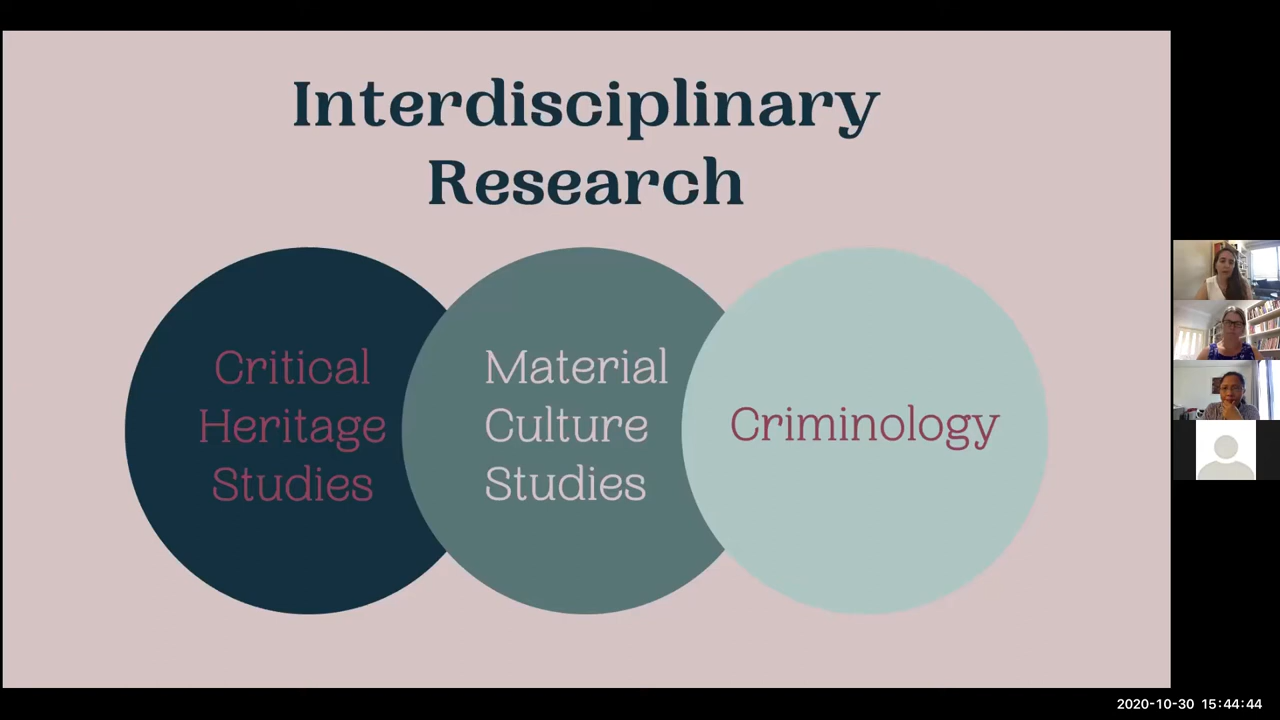 Interdisciplinary
Research
Critical
Heritage
Studies
Material
Culture
Studies
Criminology
2020-10-30 15:44:44